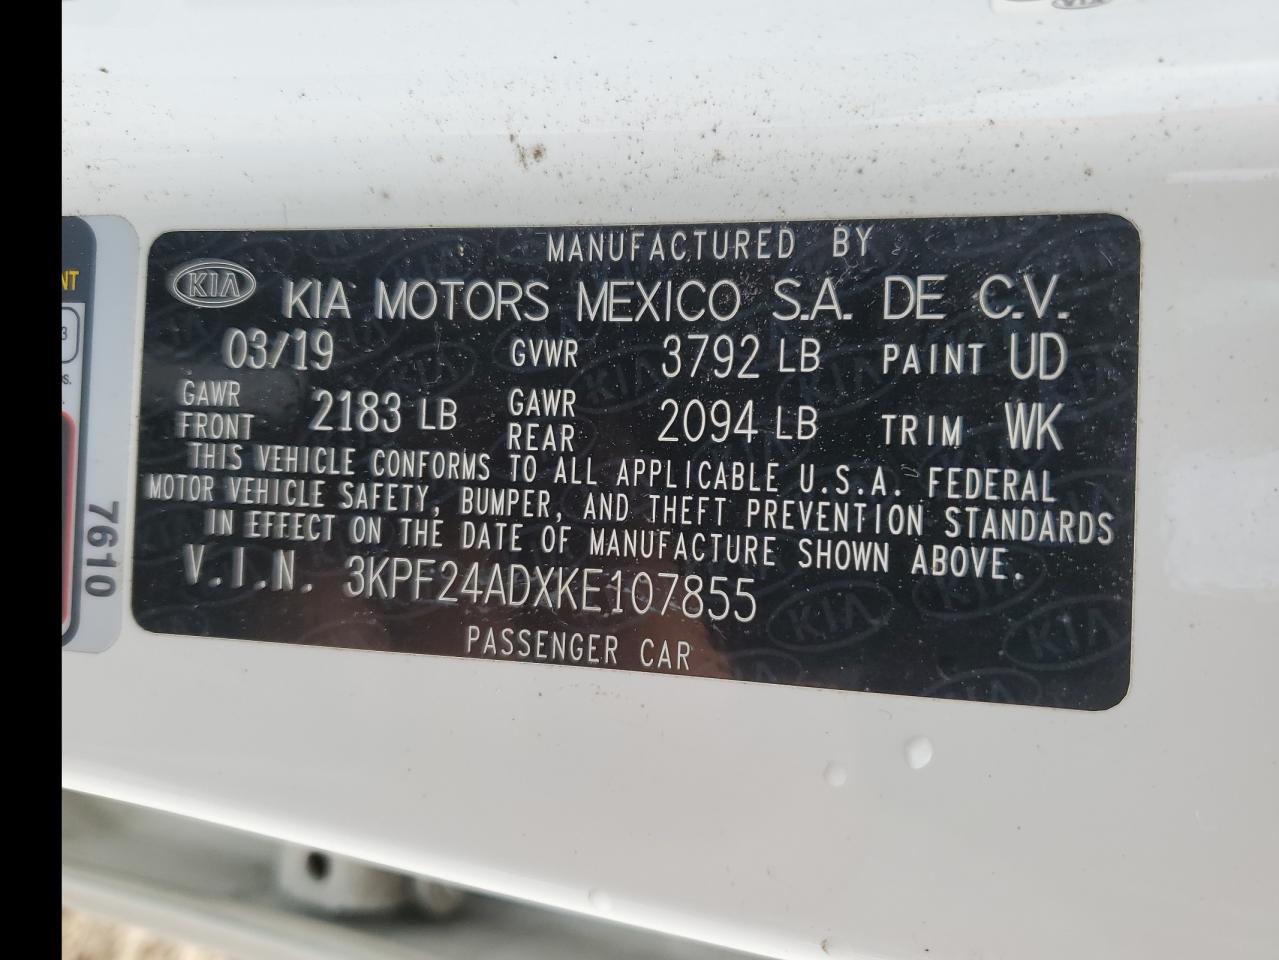 MANUFACTURED BY
KIA KIA MOTORS MEXICO S.A. DE C.V.
03/19 GVWR 3792 LB PAINT UD
GAWR FRONT 2183 LB GAWR REAR 2094 LB TRIM WK
THIS VEHICLE CONFORMS TO ALL APPLICABLE U.S.A. FEDERAL
MOTOR VEHICLE SAFETY, BUMPER, AND THEFT PREVENTION STANDARDS
IN EFFECT ON THE DATE OF MANUFACTURE SHOWN ABOVE.
V.I.N. 3KPF24ADXKE107855
PASSENGER CAR
7610